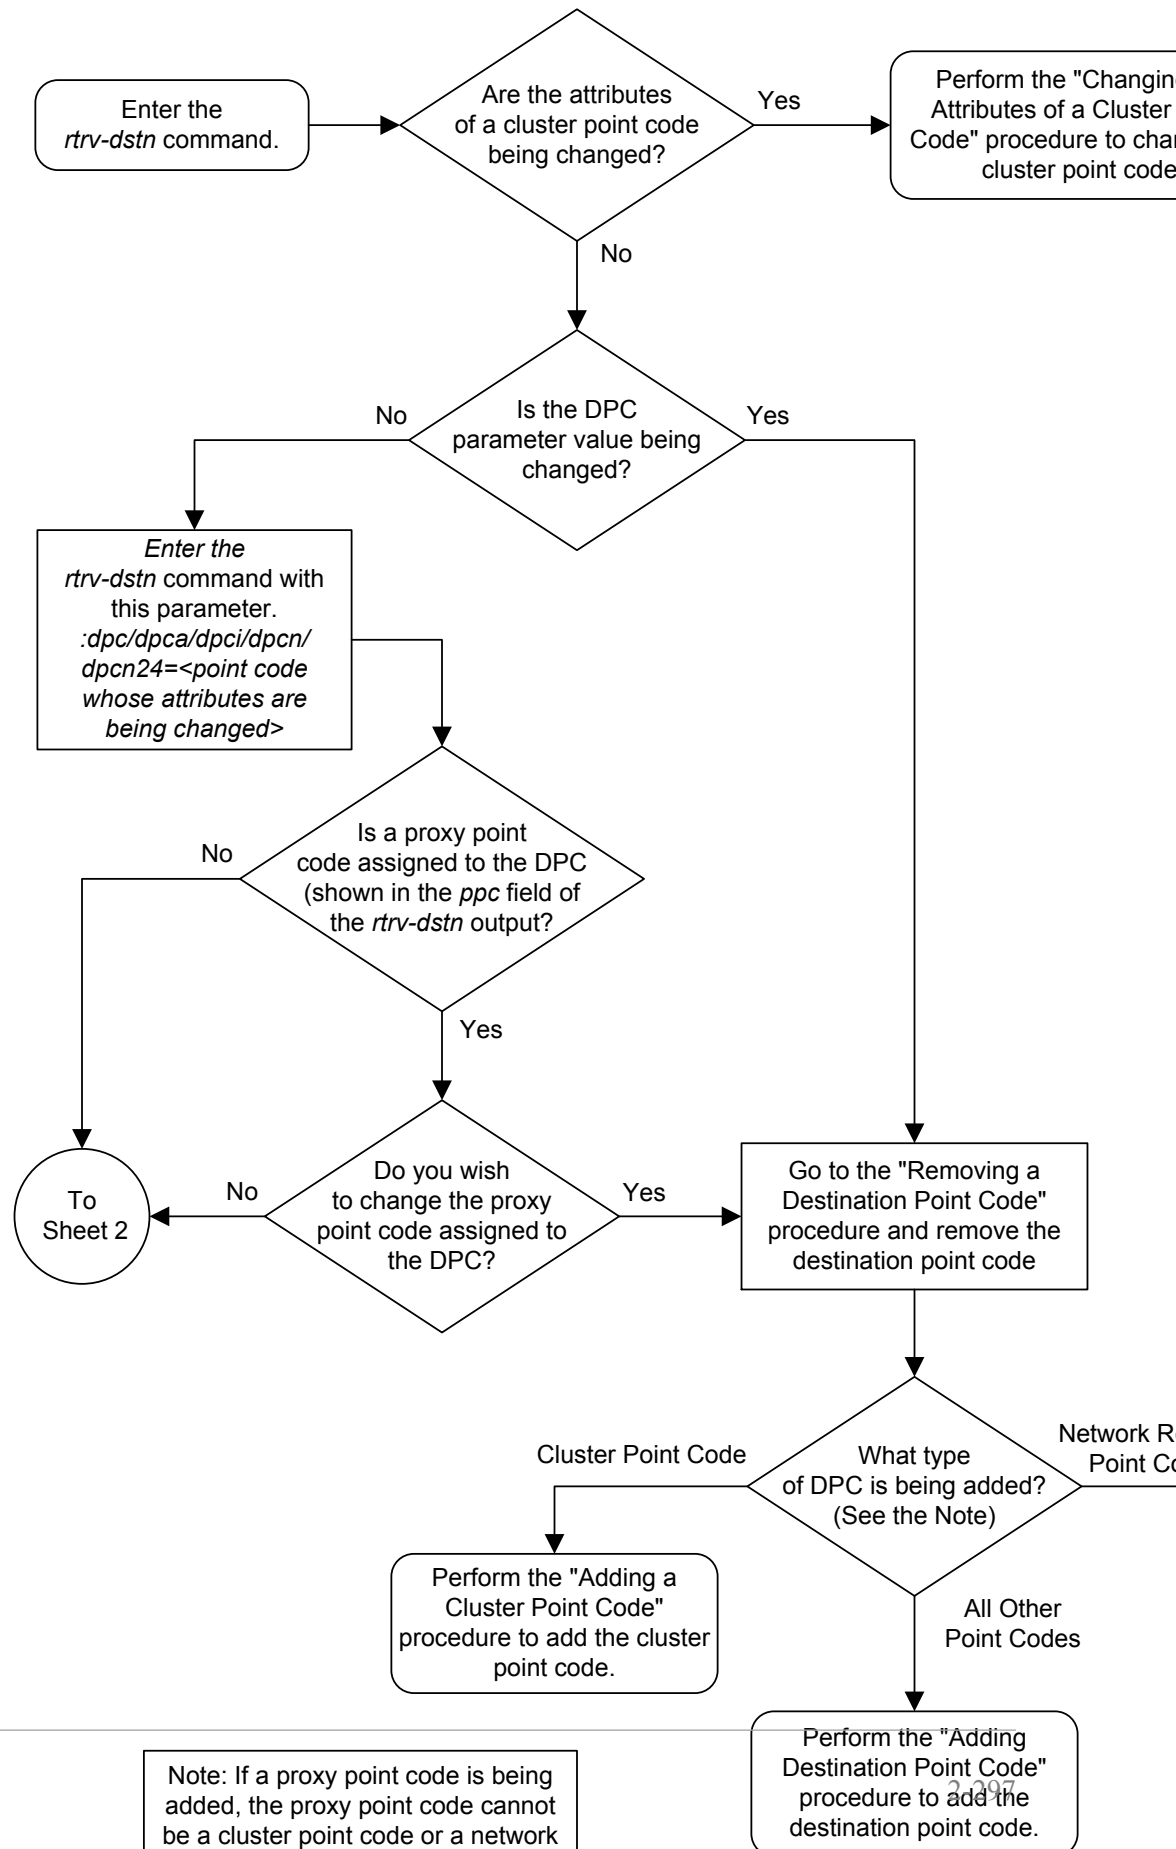 Enter the
rtrv-dstn command.
Are the attributes
of a cluster point code
being changed?
Yes
Perform the "Changing
Attributes of a Cluster
Code" procedure to
cluster point code
No
Is the DPC
parameter value being
changed?
No
Yes
Enter the
rtrv-dstn command with
this parameter.
:dpc/dpca/dpci/dpcn/
dpcn24=<point code
whose attributes are
being changed>
Is a proxy point
code assigned to the DPC
(shown in the ppc field of
the rtrv-dstn output?
No
Yes
To
Sheet 2
No
Do you wish
to change the proxy
point code assigned to
the DPC?
Yes
Go to the "Removing a
Destination Point Code"
procedure and remove the
destination point code
Cluster Point Code
What type
of DPC is being added?
(See the Note)
Network
Point
Perform the "Adding a
Cluster Point Code"
procedure to add the cluster
point code.
All Other
Point Codes
Perform the "Adding
Destination Point Code"
procedure to add the
destination point code.
Note: If a proxy point code is being
added, the proxy point code cannot
be a cluster point code or a network
2-297